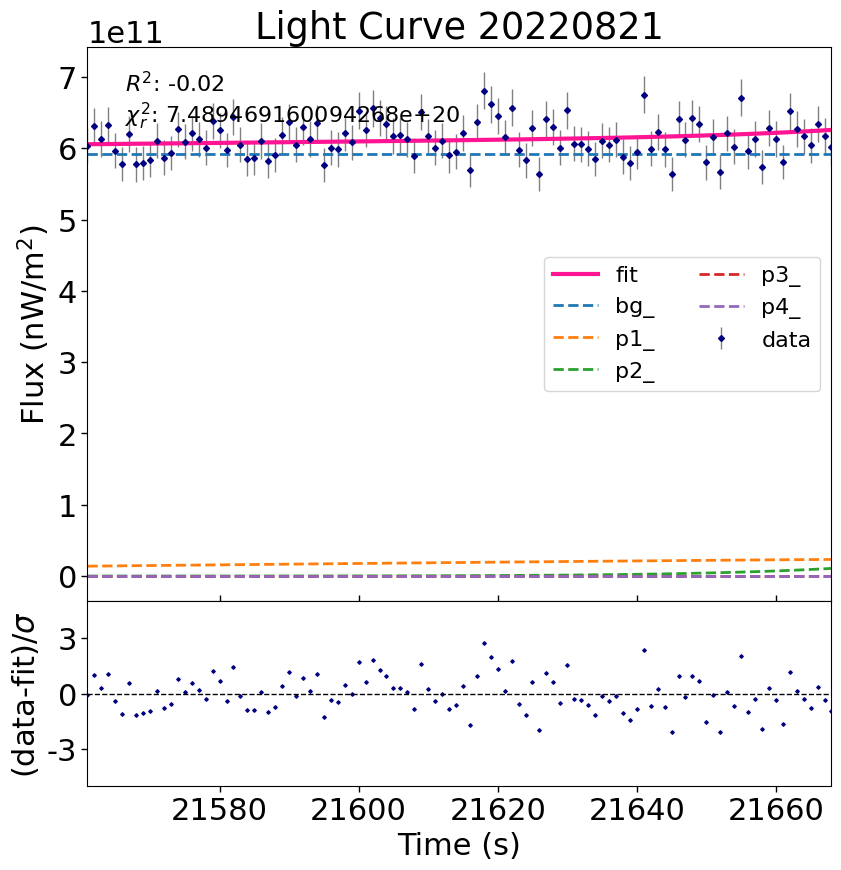 Light Curve 20220821
1e11
R²: -0.02
χ²ᵣ: 7.489469160094268e+20
7
6
5
4
3
2
1
0
Flux (nW/m²)
fit
bg_
p1_
p2_
p3_
p4_
data
3
0
-3
(data-fit)/σ
21580 21600 21620 21640 21660
Time (s)